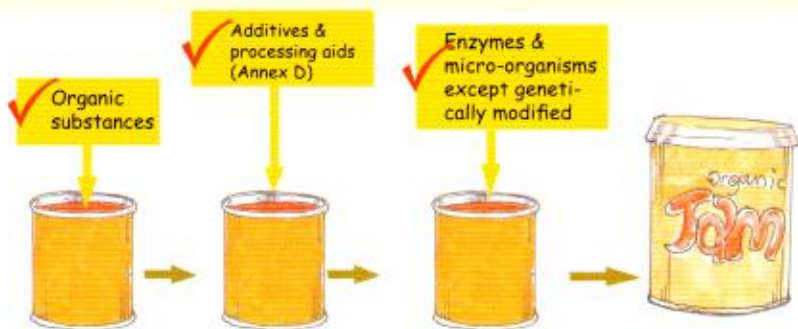 Organic
substances
Additives &
processing aids
(Annex D)
Enzymes &
micro-organisms
except geneti-
cally modified
organic
Jam